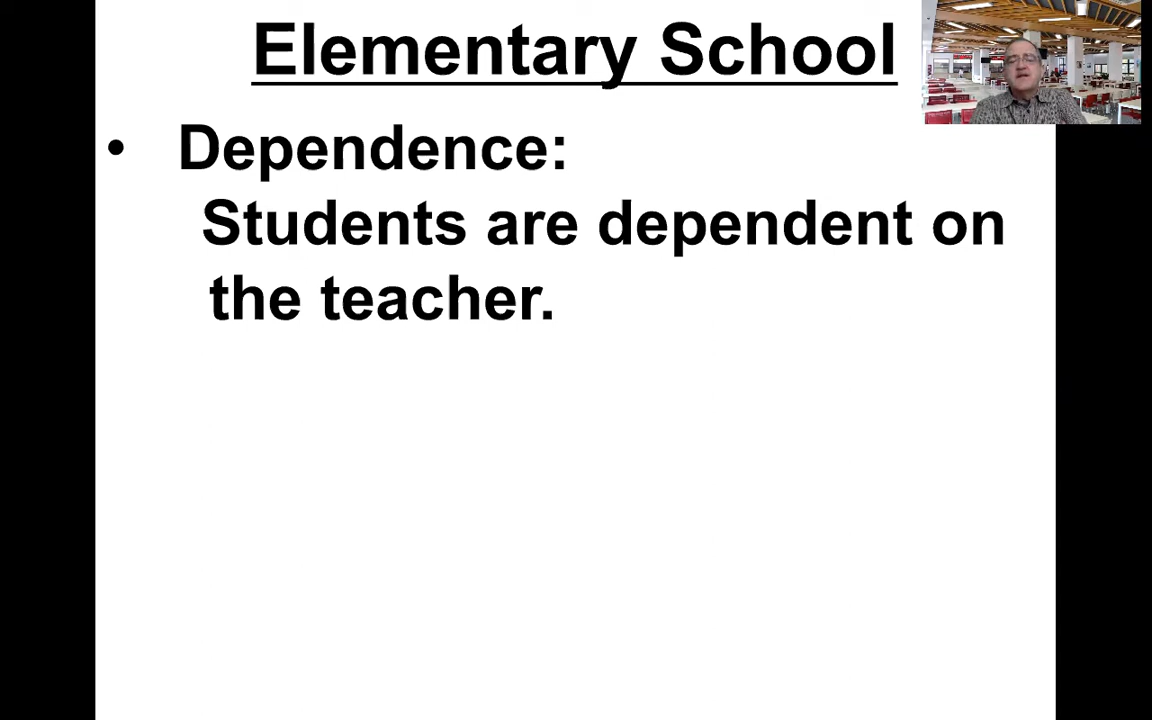 Elementary School
• Dependence:
Students are dependent on
the teacher.